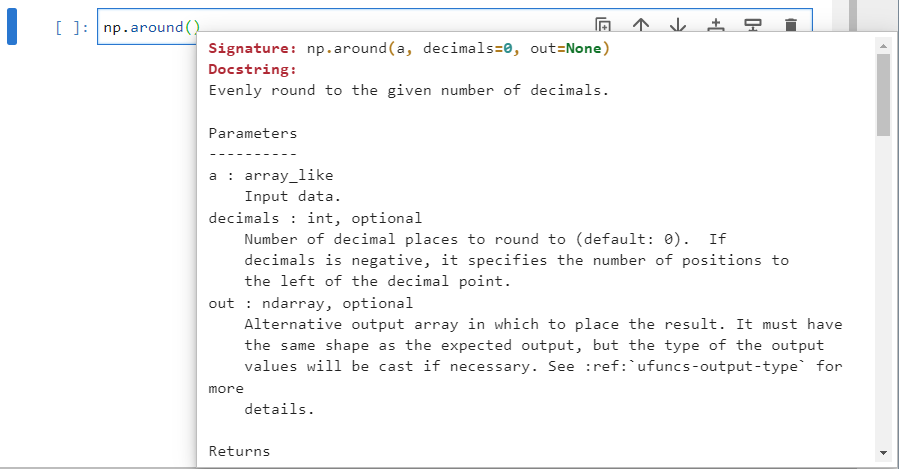 [ ]: np.around()
Signature: np.around(a, decimals=0, out=None)
Docstring:
Evenly round to the given number of decimals.

Parameters
----------
a : array_like
    Input data.
decimals : int, optional
    Number of decimal places to round to (default: 0).  If
    decimals is negative, it specifies the number of positions to
    the left of the decimal point.
out : ndarray, optional
    Alternative output array in which to place the result. It must have
    the same shape as the expected output, but the type of the output
    values will be cast if necessary. See :ref:`ufuncs-output-type` for
more
    details.

Returns